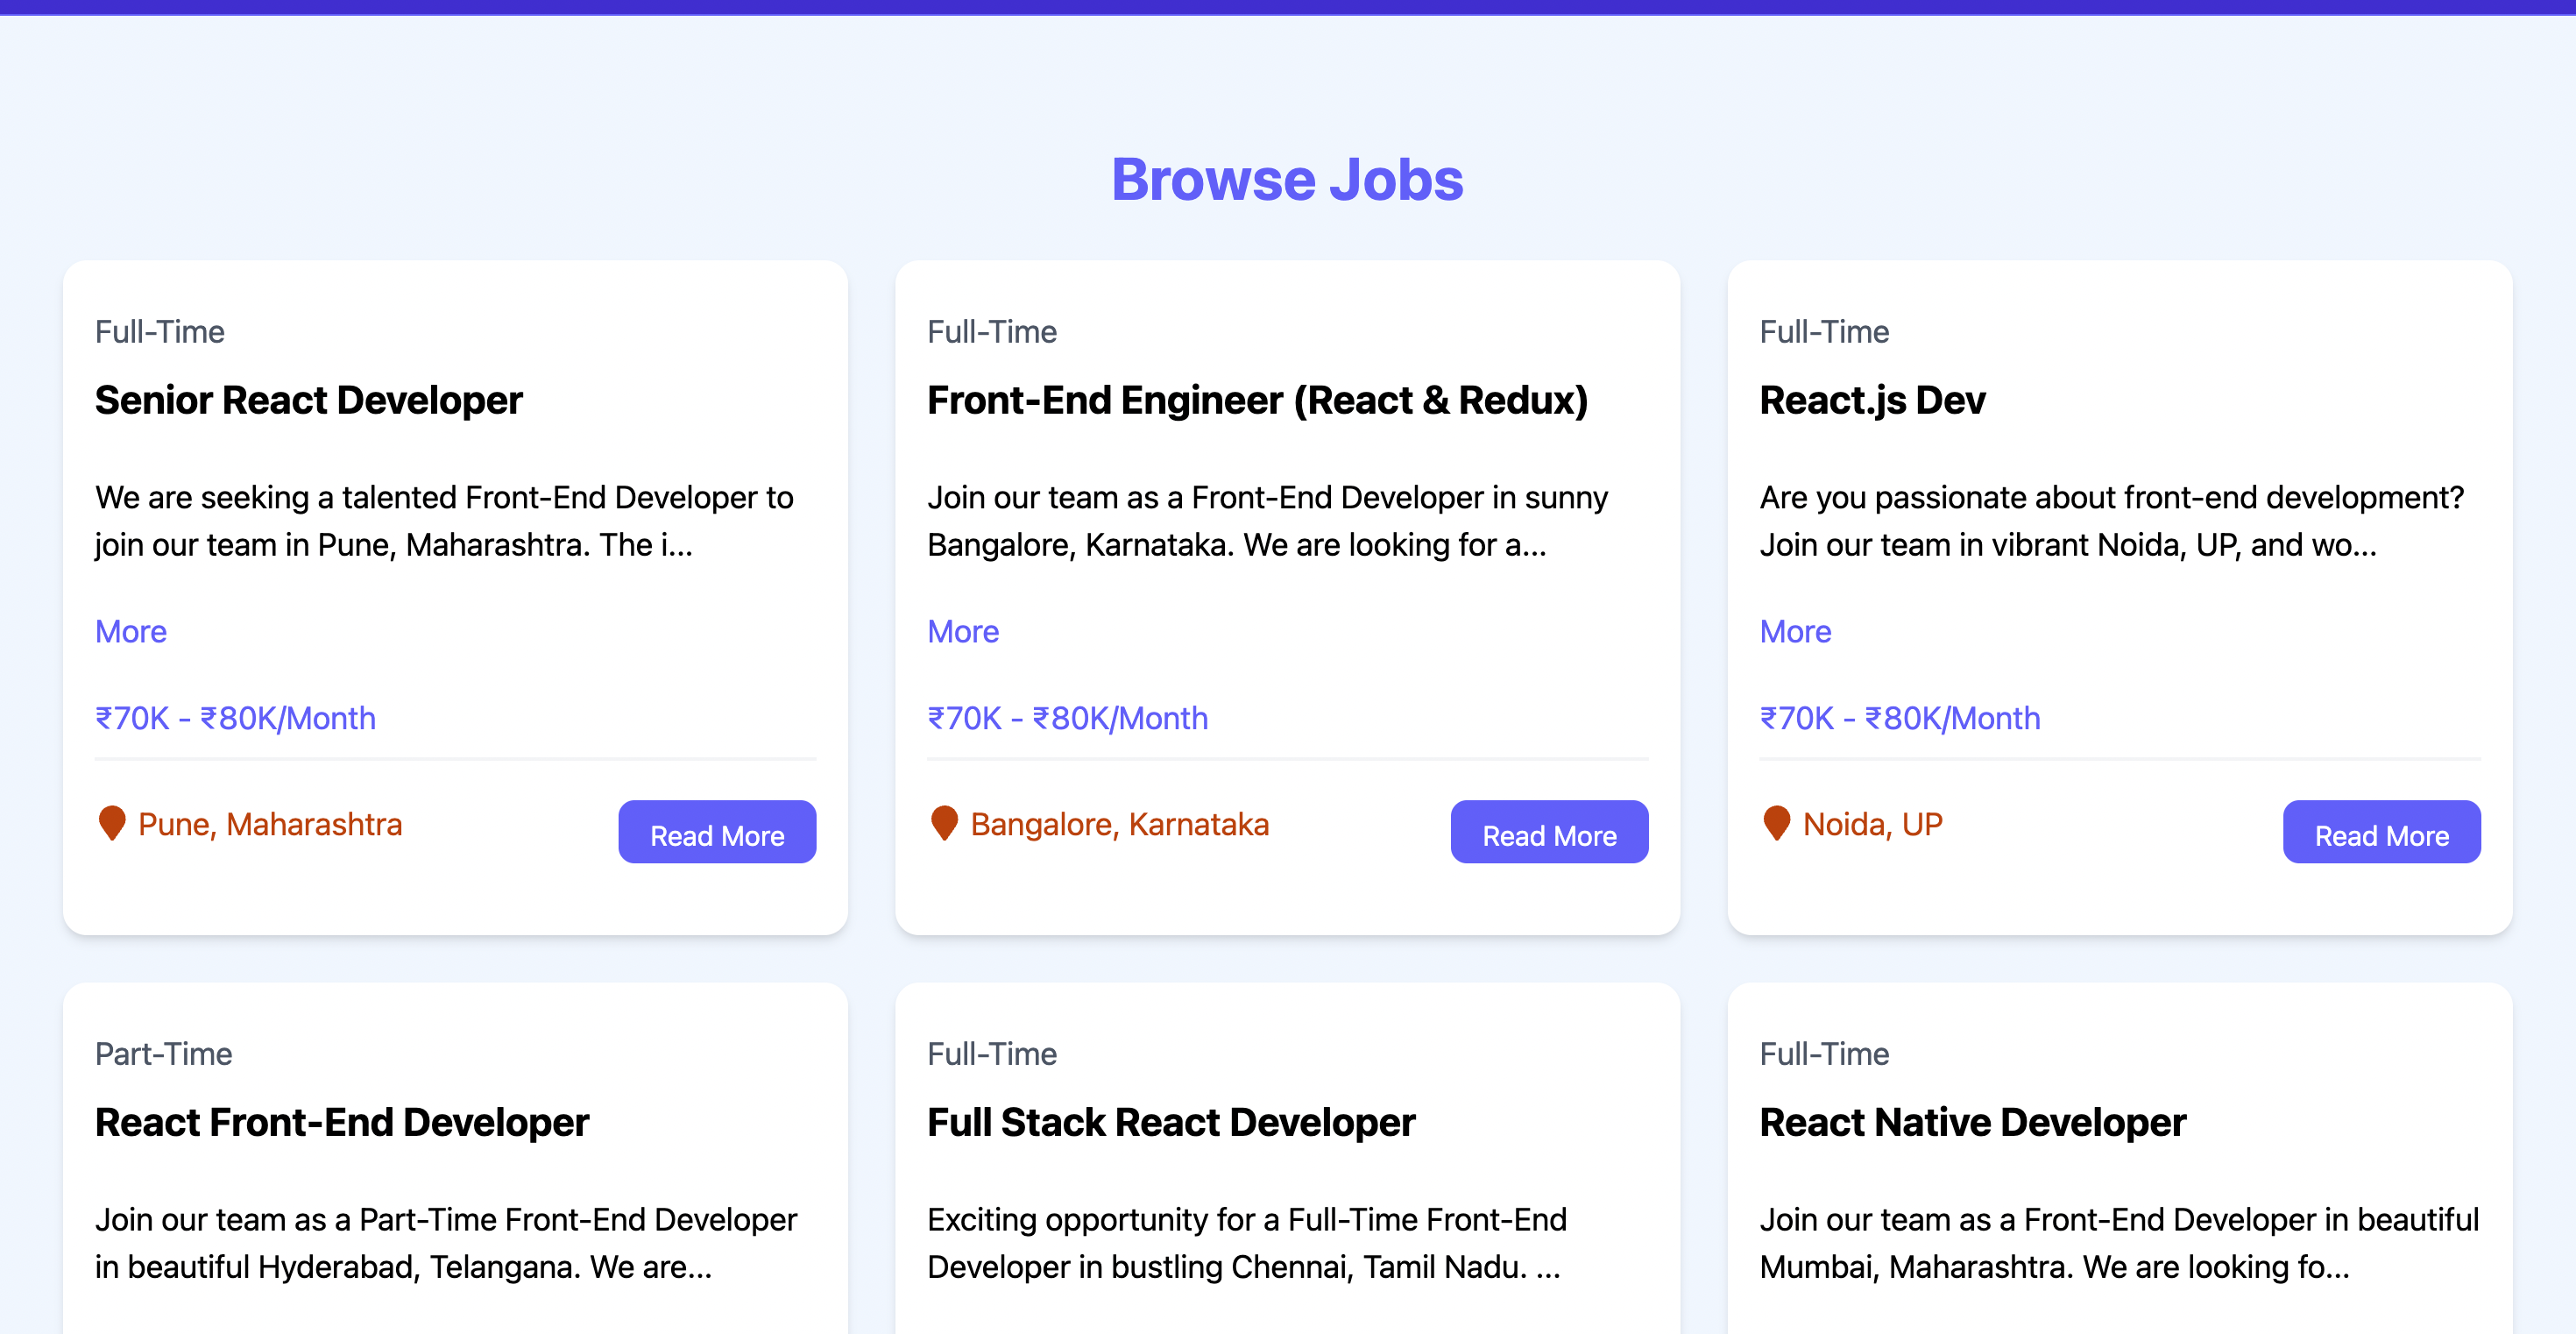 Browse Jobs
Full-Time
Senior React Developer
We are seeking a talented Front-End Developer to
join our team in Pune, Maharashtra. The i...
More
₹70K - ₹80K/Month
Pune, Maharashtra
Read More
Full-Time
Front-End Engineer (React & Redux)
Join our team as a Front-End Developer in sunny
Bangalore, Karnataka. We are looking for a...
More
₹70K - ₹80K/Month
Bangalore, Karnataka
Read More
Full-Time
React.js Dev
Are you passionate about front-end development?
Join our team in vibrant Noida, UP, and wo...
More
₹70K - ₹80K/Month
Noida, UP
Read More
Part-Time
React Front-End Developer
Join our team as a Part-Time Front-End Developer
in beautiful Hyderabad, Telangana. We are...
Full-Time
Full Stack React Developer
Exciting opportunity for a Full-Time Front-End
Developer in bustling Chennai, Tamil Nadu. ...
Full-Time
React Native Developer
Join our team as a Front-End Developer in beautiful
Mumbai, Maharashtra. We are looking fo...